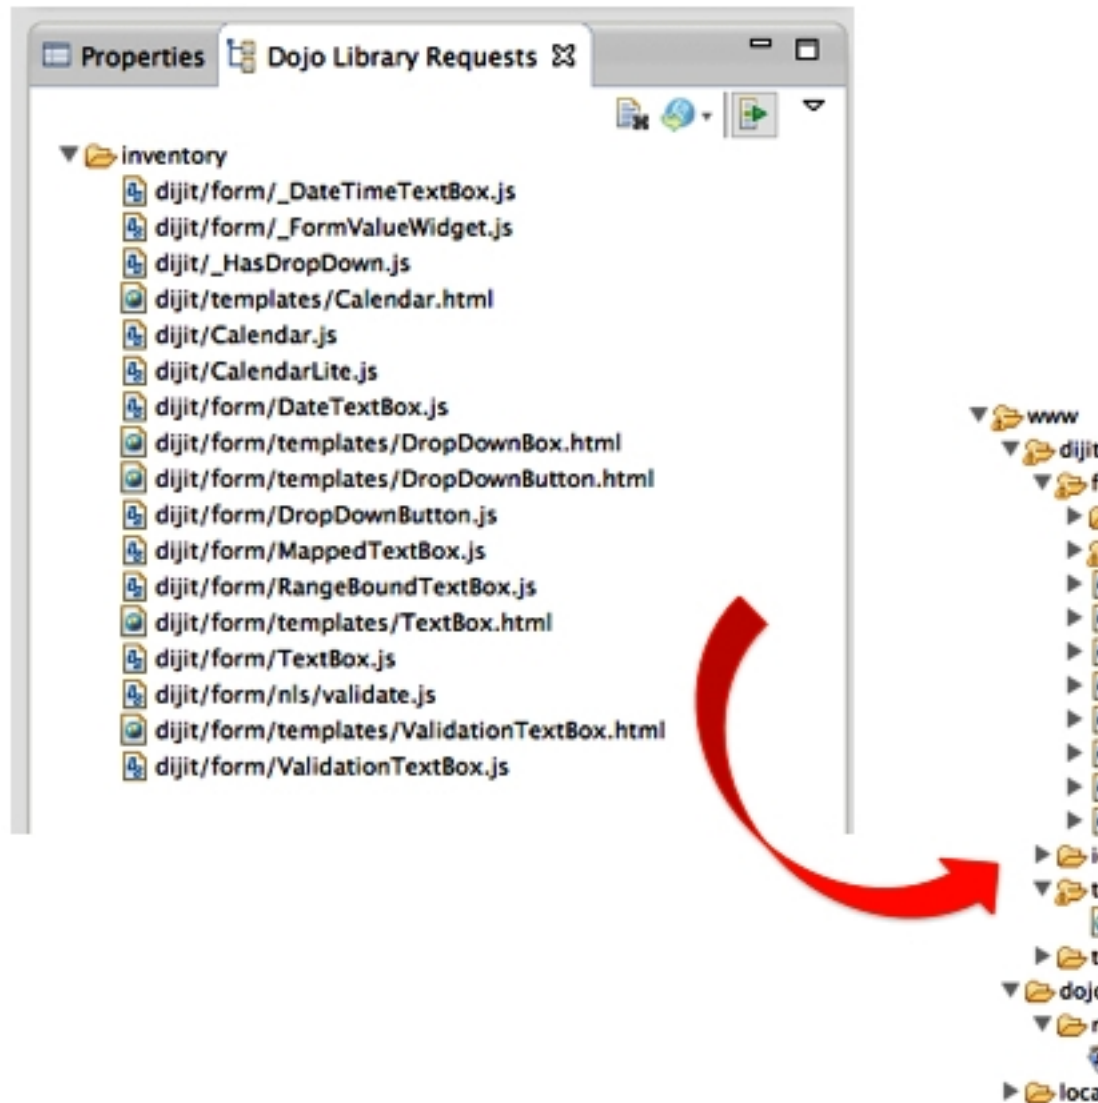 Properties
Dojo Library Requests
inventory
dijit/form/_DateTimeTextBox.js
dijit/form/_FormValueWidget.js
dijit/_HasDropDown.js
dijit/templates/Calendar.html
dijit/Calendar.js
dijit/CalendarLite.js
dijit/form/DateTextBox.js
dijit/form/templates/DropDownBox.html
dijit/form/templates/DropDownButton.html
dijit/form/DropDownButton.js
dijit/form/MappedTextBox.js
dijit/form/RangeBoundTextBox.js
dijit/form/templates/TextBox.html
dijit/form/TextBox.js
dijit/form/nls/validate.js
dijit/form/templates/ValidationTextBox.html
dijit/form/ValidationTextBox.js
www
dijit